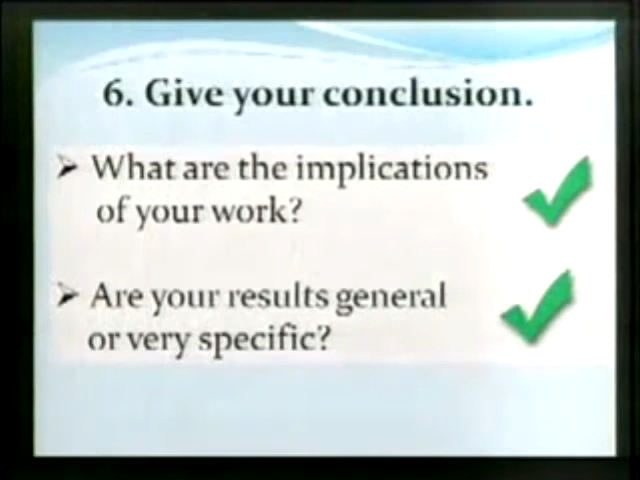 6. Give your conclusion.
➢ What are the implications
of your work?
➢ Are your results general
or very specific?